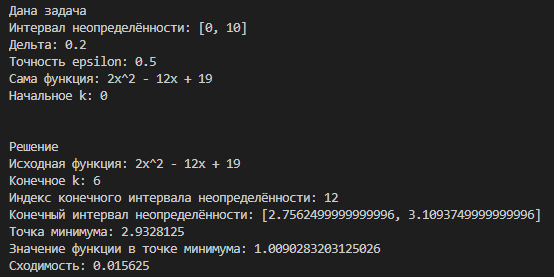 Дана задача
Интервал неопределённости: [0, 10]
Дельта: 0.2
Точность epsilon: 0.5
Сама функция: 2x^2 - 12x + 19
Начальное k: 0
Решение
Исходная функция: 2x^2 - 12x + 19
Конечное k: 6
Индекс конечного интервала неопределённости: 12
Конечный интервал неопределённости: [2.7562499999999996, 3.1093749999999996]
Точка минимума: 2.9328125
Значение функции в точке минимума: 1.0090283203125026
Сходимость: 0.015625